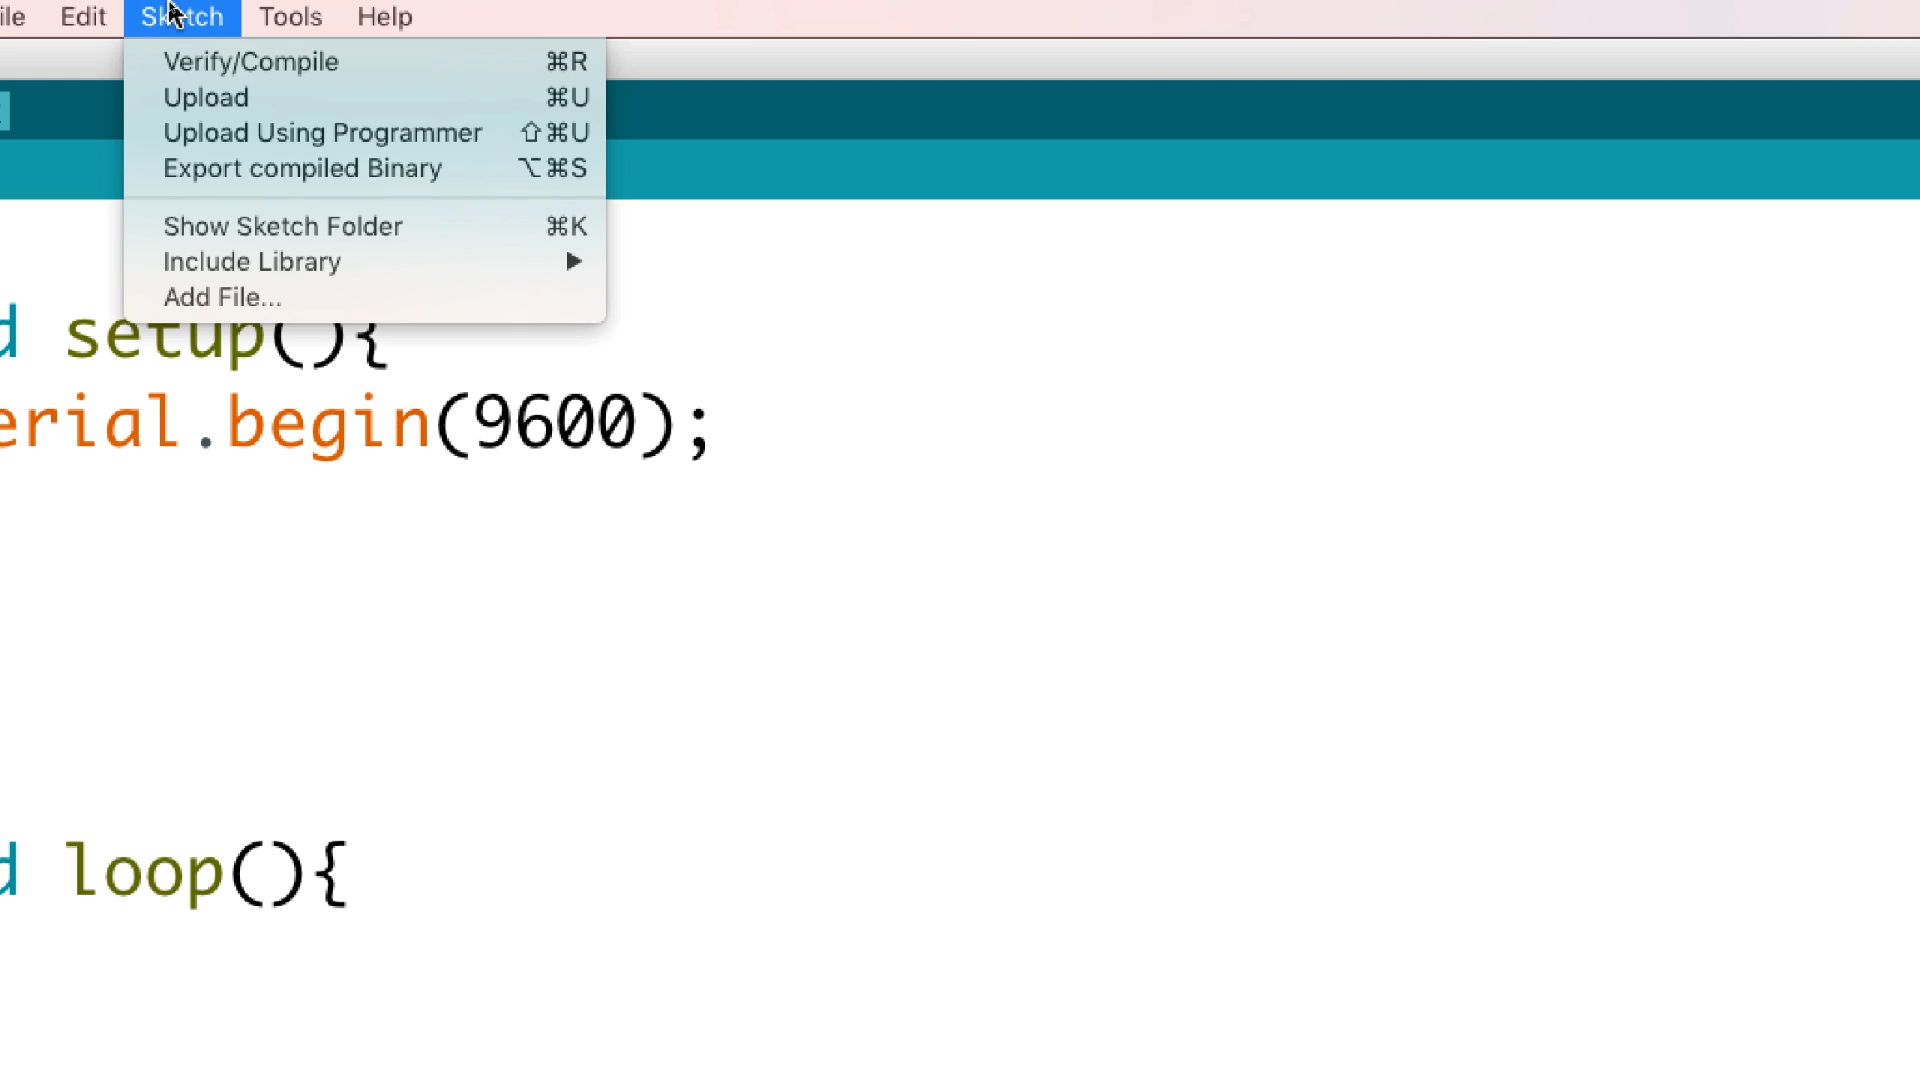 ile Edit Sketch Tools Help
Verify/Compile ⌘R
Upload ⌘U
Upload Using Programmer ⇧⌘U
Export compiled Binary ⌥⌘S
Show Sketch Folder ⌘K
Include Library ▶
Add File...
d setup(){
erial.begin(9600);
d loop(){